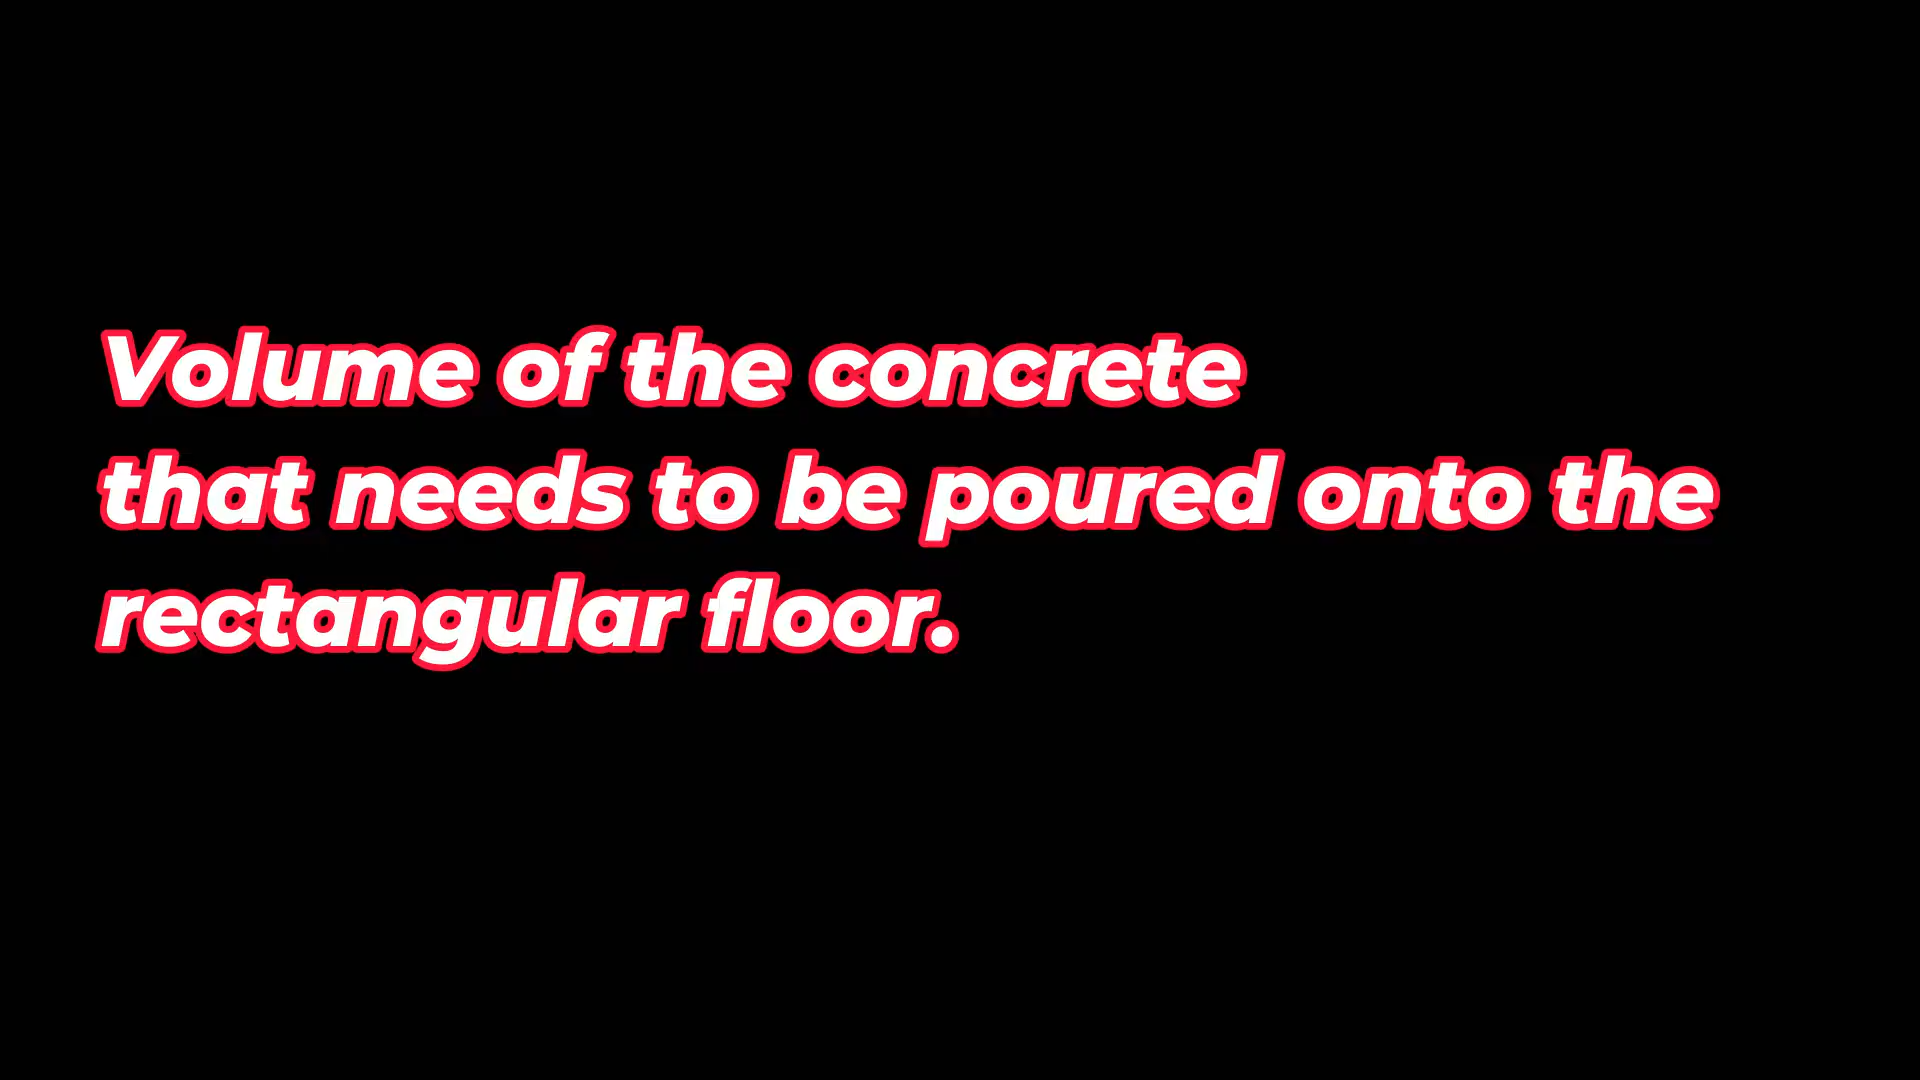 Volume of the concrete
that needs to be poured onto the
rectangular floor.